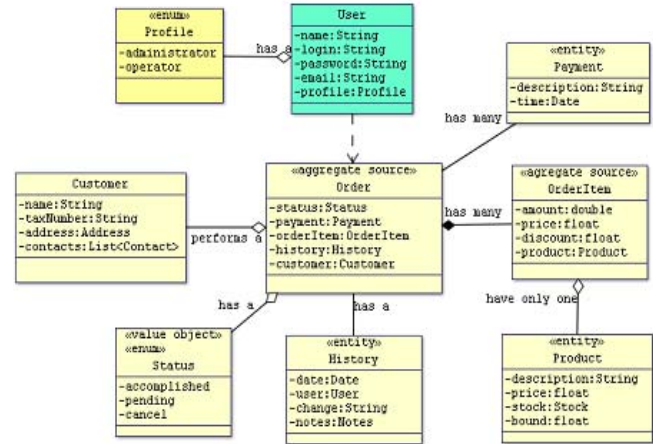 «enum»
Profile
-administrator
-operator
has a
User
-name:String
-login:String
-password:String
-email:String
-profile:Profile
«entity»
Payment
-description:String
-time:Date
has many
Customer
-name:String
-taxNumber:String
-address:Address
-contacts:List<Contact>
performs a
«aggregate source»
Order
-status:Status
-payment:Payment
-orderItem:OrderItem
-history:History
-customer:Customer
has many
«agregate source»
OrderItem
-amount:double
-price:float
-discount:float
-product:Product
has a
has a
have only one
«value object»
«enum»
Status
-accomplished
-pending
-cancel
«entity»
History
-date:Date
-user:User
-change:String
-notes:Notes
«entity»
Product
-description:String
-price:float
-stock:Stock
-bound:float